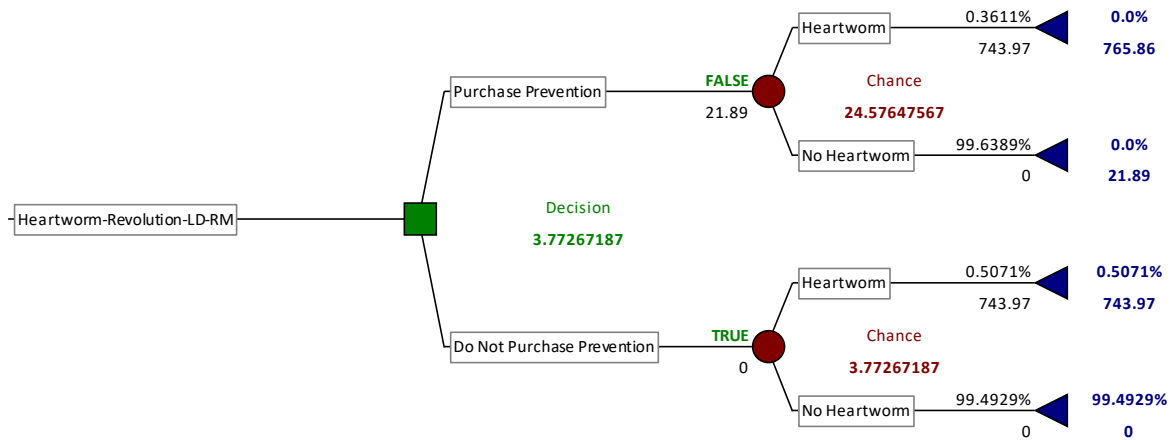 Heartworm
0.3611%
743.97
0.0%
765.86
Purchase Prevention
FALSE
21.89
Chance
24.57647567
No Heartworm
99.6389%
0
0.0%
21.89
Heartworm-Revolution-LD-RM
Decision
3.77267187
Heartworm
0.5071%
743.97
0.5071%
743.97
Do Not Purchase Prevention
TRUE
0
Chance
3.77267187
No Heartworm
99.4929%
0
99.4929%
0